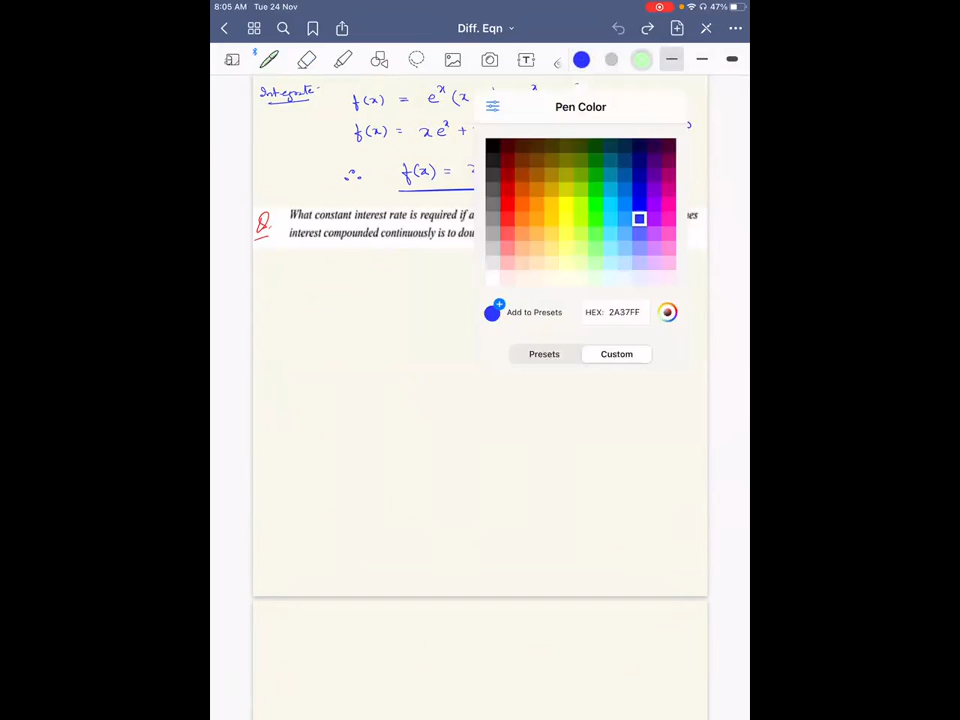 8:05 AM Tue 24 Nov 47%
Diff. Eqn
T
Integrate
f(x) = e^x (x
Pen Color
f(x) = x e^x +
∴ f(x) =
Q. What constant interest rate is required if a
interest compounded continuously is to dou
HEX: 2A37FF
Add to Presets
Presets Custom